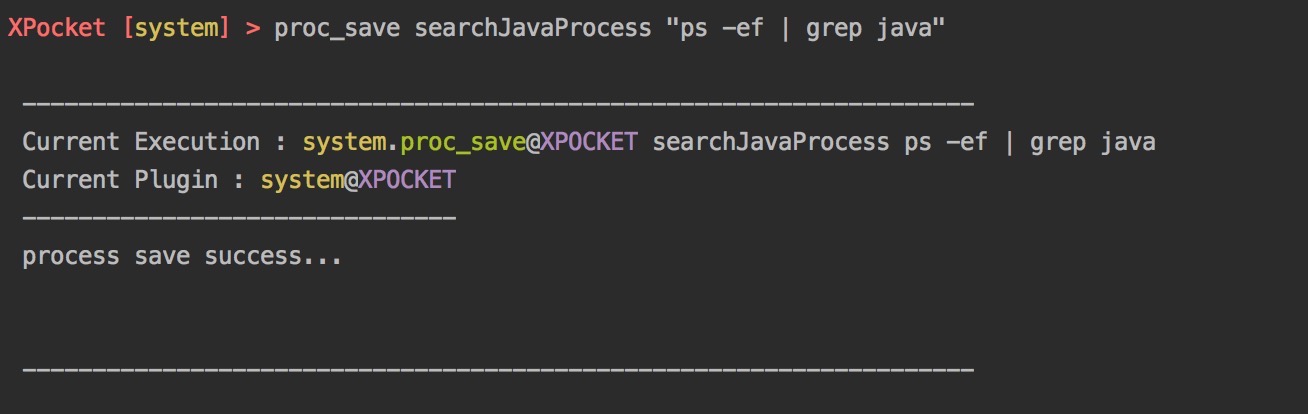 XPocket [system] > proc_save searchJavaProcess "ps -ef | grep java"
--------------------------------------------------------------------
Current Execution : system.proc_save@XPOCKET searchJavaProcess ps -ef | grep java
Current Plugin : system@XPOCKET
-------------------------------
process save success...
--------------------------------------------------------------------